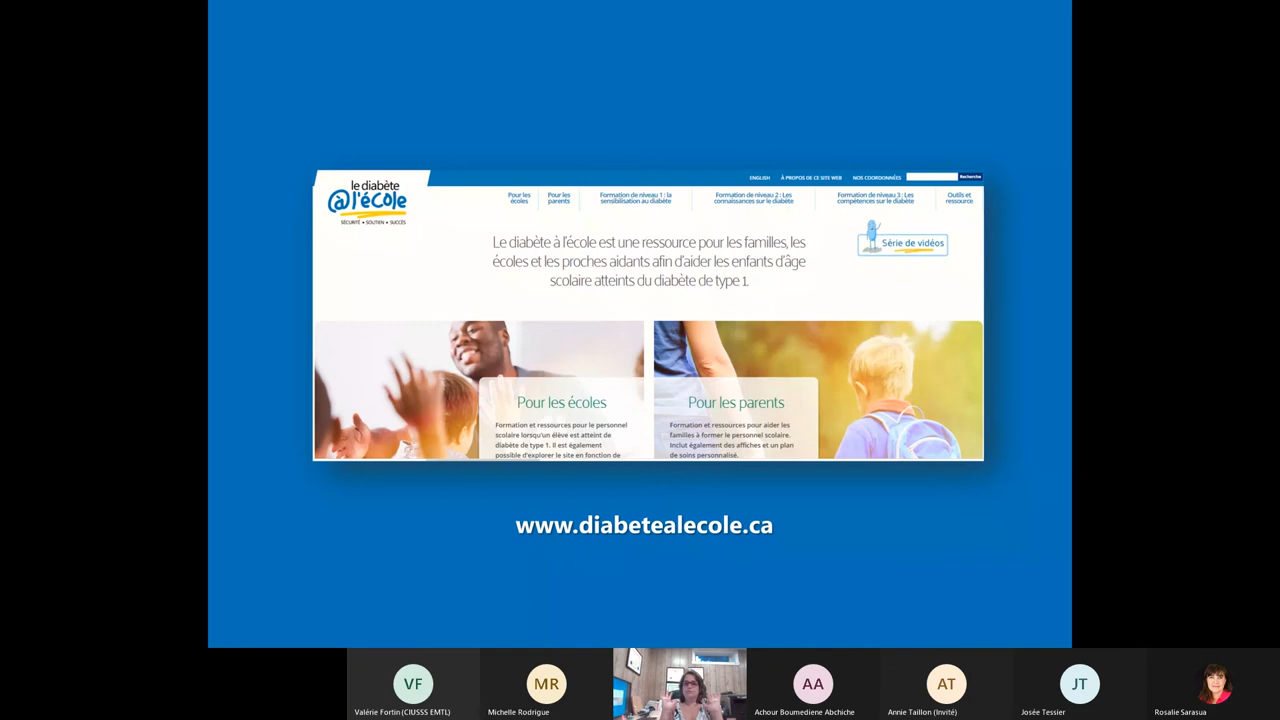 le diabète
@l'école
SÉCURITÉ • SOUTIEN • SUCCÈS
ENGLISH
À PROPOS DE CE SITE WEB
NOS COORDONNÉES
Recherche
Pour les
écoles
Pour les
parents
Formation de niveau 1 : la
sensibilisation au diabète
Formation de niveau 2 : Les
connaissances sur le diabète
Formation de niveau 3 : Les
compétences sur le diabète
Outils et
ressource
Le diabète à l'école est une ressource pour les familles, les
écoles et les proches aidants afin d'aider les enfants d'âge
scolaire atteints du diabète de type 1.
Série de vidéos
Pour les écoles
Formation et ressources pour le personnel
scolaire lorsqu'un élève est atteint de
diabète de type 1. Il est également
possible d'explorer le site en fonction de
Pour les parents
Formation et ressources pour aider les
familles à former le personnel scolaire.
Inclut également des affiches et un plan
de soins personnalisé.
www.diabetealecole.ca
VF
Valérie Fortin (CIUSSS EMTL)
MR
Michelle Rodrigue
AA
Achour Boumediene Abchiche
AT
Annie Taillon (Invité)
JT
Josée Tessier
Rosalie Sarasua